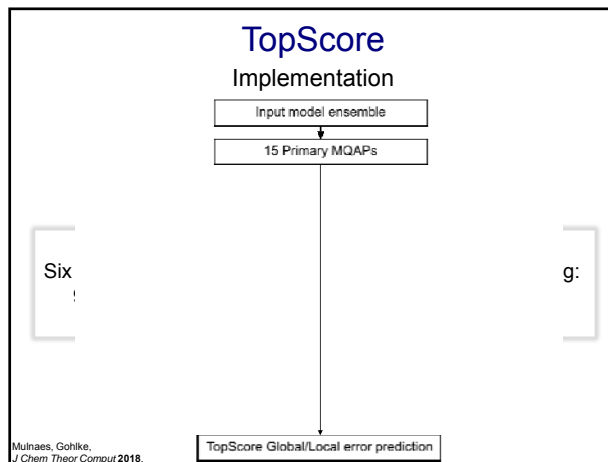 TopScore
Implementation
Input model ensemble
15 Primary MQAPs
Six
g:
TopScore Global/Local error prediction
Mulnaes, Gohlke,
J Chem Theor Comput 2018.